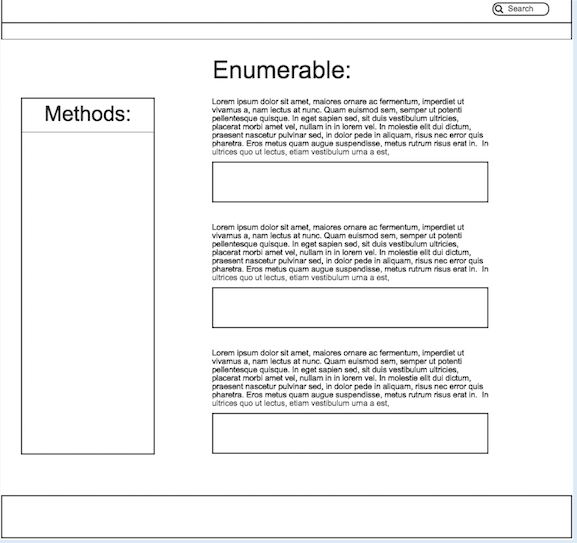 Search
Enumerable:
Methods:
Lorem ipsum dolor sit amet, maiores ornare ac fermentum, imperdiet ut
vivamus a, nam lectus at nunc. Quam euismod sem, semper ut potenti
pellentesque quisque. In eget sapien sed, sit duis vestibulum ultricies,
placerat morbi amet vel, nullam in in lorem vel. In molestie elit dui dictum,
praesent nascetur pulvinar sed, in dolor pede in aliquam, risus nec error quis
pharetra. Eros metus quam augue suspendisse, metus rutrum risus erat in. In
ultrices quo ut lectus, etiam vestibulum urna a est,
Lorem ipsum dolor sit amet, maiores ornare ac fermentum, imperdiet ut
vivamus a, nam lectus at nunc. Quam euismod sem, semper ut potenti
pellentesque quisque. In eget sapien sed, sit duis vestibulum ultricies,
placerat morbi amet vel, nullam in in lorem vel. In molestie elit dui dictum,
praesent nascetur pulvinar sed, in dolor pede in aliquam, risus nec error quis
pharetra. Eros metus quam augue suspendisse, metus rutrum risus erat in. In
ultrices quo ut lectus, etiam vestibulum urna a est,
Lorem ipsum dolor sit amet, maiores ornare ac fermentum, imperdiet ut
vivamus a, nam lectus at nunc. Quam euismod sem, semper ut potenti
pellentesque quisque. In eget sapien sed, sit duis vestibulum ultricies,
placerat morbi amet vel, nullam in in lorem vel. In molestie elit dui dictum,
praesent nascetur pulvinar sed, in dolor pede in aliquam, risus nec error quis
pharetra. Eros metus quam augue suspendisse, metus rutrum risus erat in. In
ultrices quo ut lectus, etiam vestibulum urna a est,